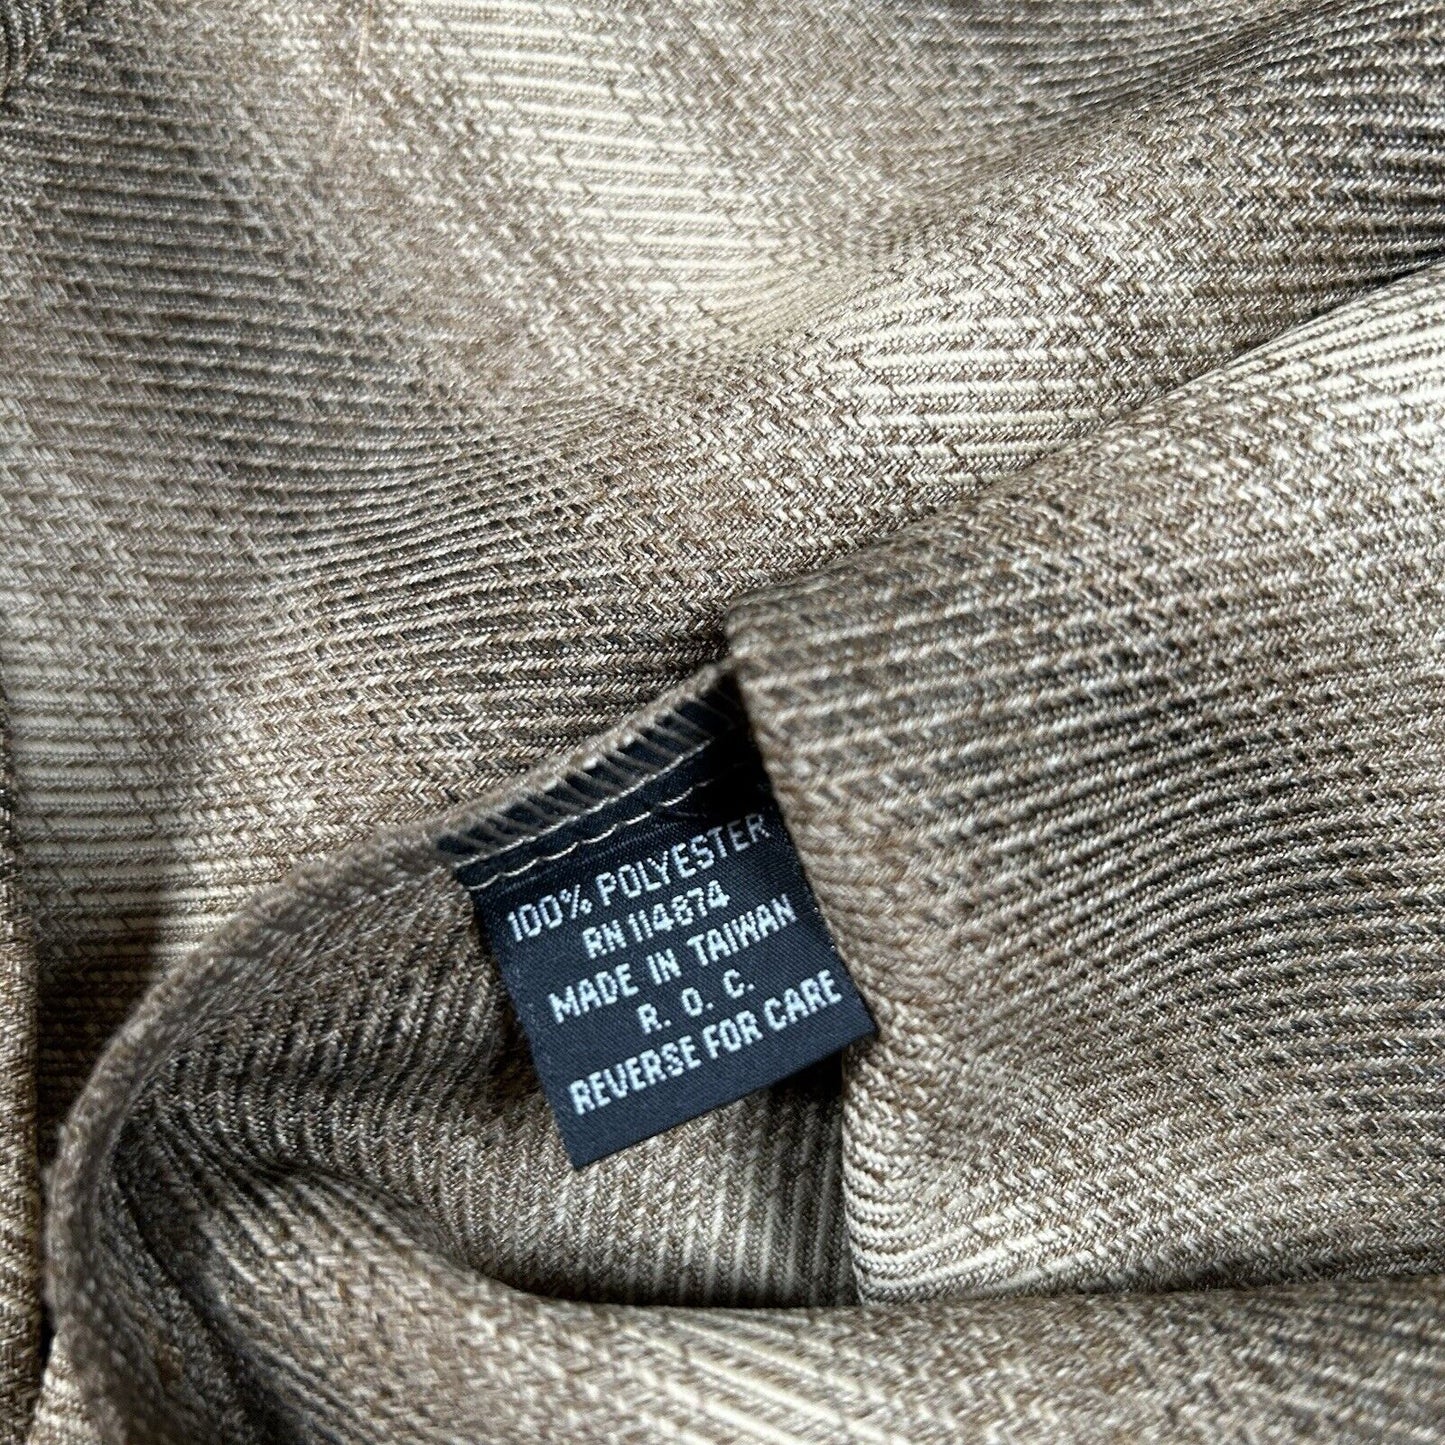 100% POLYESTER
RN 114874
MADE IN TAIWAN
R. O. C.
REVERSE FOR CARE